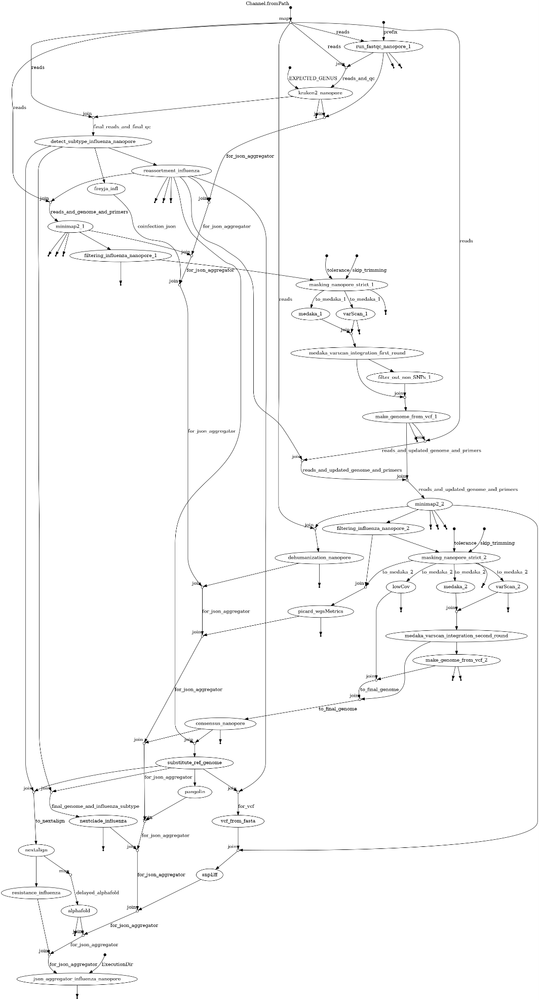 Channel.fromPath
map
reads
prefix
run_fastqc_nanopore_1
reads
join
reads
EXPECTED_GENUS
reads_and_qc
kraken2_nanopore
reads
join
join
final_reads_and_final_qc
detect_subtype_influenza_nanopore
for_json_aggregator
reassortment_influenza
freyja_infl
join
join
reads_and_genome_and_primers
coinfection_json
for_json_aggregator
minimap2_1
reads
join
filtering_influenza_nanopore_1
for_json_aggregator
tolerance
skip_trimming
join
masking_nanopore_strict_1
reads
to_medaka_1
to_medaka_1
medaka_1
varScan_1
join
medaka_varscan_integration_first_round
filter_out_non_SNPs_1
join
make_genome_from_vcf_1
for_json_aggregator
join
reads_and_updated_genome_and_primers
join
reads_and_updated_genome_and_primers
join
reads_and_updated_genome_and_primers
minimap2_2
join
filtering_influenza_nanopore_2
tolerance
skip_trimming
dehumanization_nanopore
masking_nanopore_strict_2
to_medaka_2
to_medaka_2
to_medaka_2
to_medaka_2
join
join
lowCov
medaka_2
varScan_2
for_json_aggregator
picard_wgsMetrics
join
join
medaka_varscan_integration_second_round
make_genome_from_vcf_2
join
for_json_aggregator
to_final_genome
join
to_final_genome
consensus_nanopore
join
join
substitute_ref_genome
for_json_aggregator
join
join
pangolin
join
final_genome_and_influenza_subtype
for_vcf
to_nextalign
nextclade_influenza
join
vcf_from_fasta
for_json_aggregator
nextalign
join
join
map
for_json_aggregator
snpEff
resistance_influenza
delayed_alphafold
alphafold
join
for_json_aggregator
join
for_json_aggregator
join
for_json_aggregator
ExecutionDir
json_aggregator_influenza_nanopore